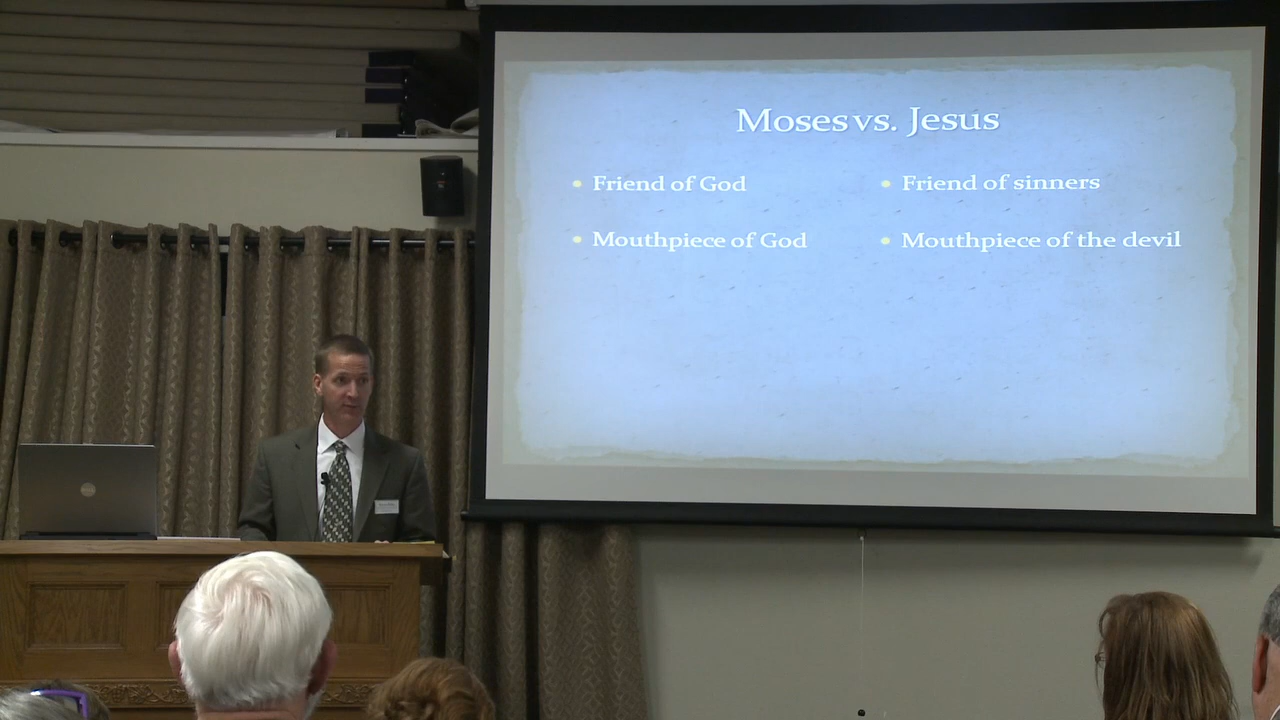 Moses vs. Jesus
Friend of God
Mouthpiece of God
Friend of sinners
Mouthpiece of the devil